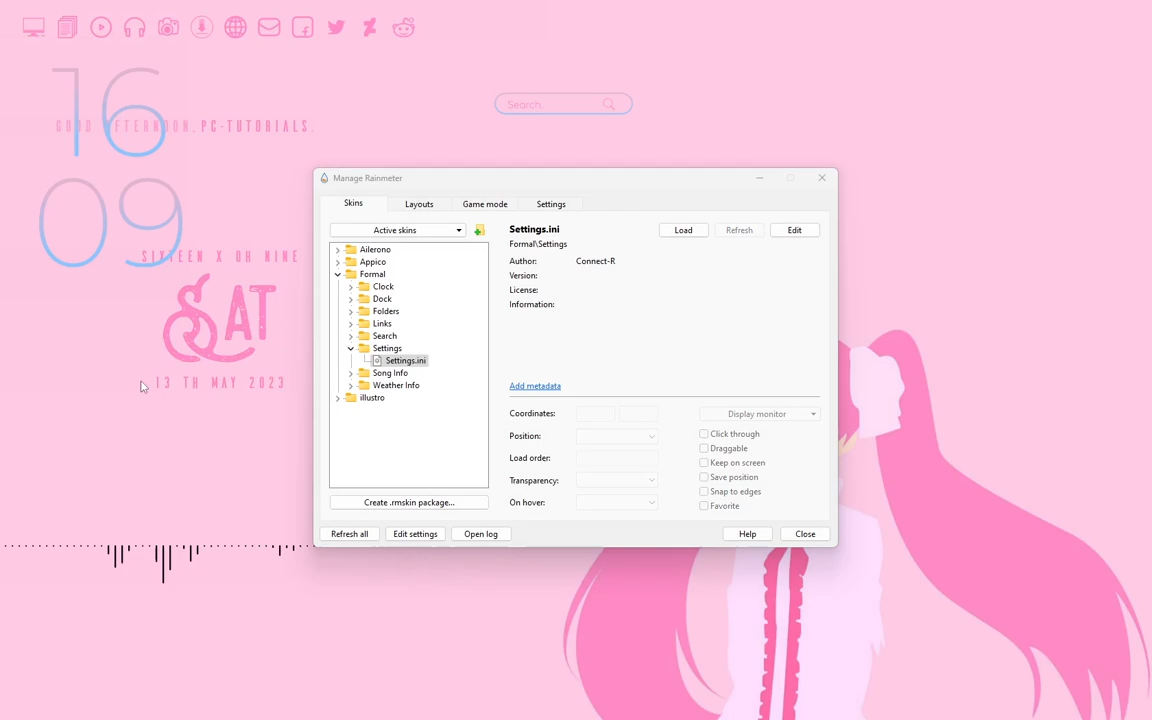 16
GOOD AFTERNOON, PC-TUTORIALS.
09
SIXTEEN X OH NINE
SAT
13 TH MAY 2023
Search.
Manage Rainmeter
Skins
Layouts
Game mode
Settings
Active skins
Ailerono
Appico
Formal
Clock
Dock
Folders
Links
Search
Settings
Settings.ini
Song Info
Weather Info
illustro
Create .rmskin package...
Settings.ini
Load
Refresh
Edit
Formal\Settings
Author: Connect-R
Version:
License:
Information:
Add metadata
Coordinates:
Display monitor
Position:
Click through
Draggable
Load order:
Keep on screen
Transparency:
Save position
Snap to edges
On hover:
Favorite
Refresh all
Edit settings
Open log
Help
Close